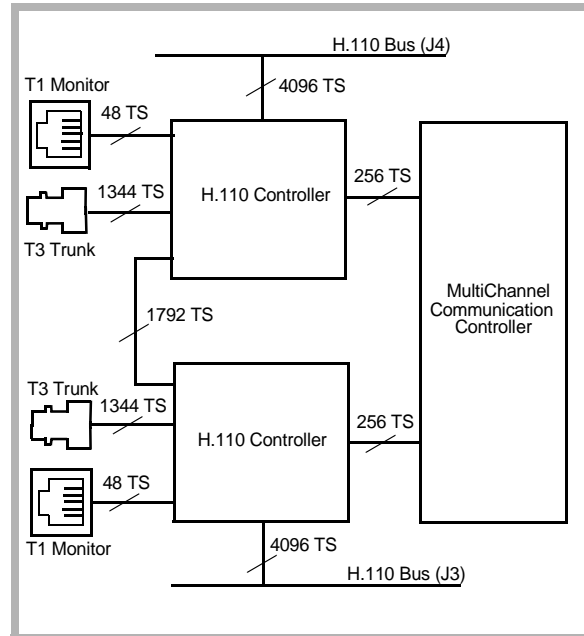 H.110 Bus (J4)
T1 Monitor
4096 TS
48 TS
1344 TS
H.110 Controller
256 TS
T3 Trunk
MultiChannel
Communication
Controller
1792 TS
T3 Trunk
1344 TS
H.110 Controller
256 TS
48 TS
T1 Monitor
4096 TS
H.110 Bus (J3)